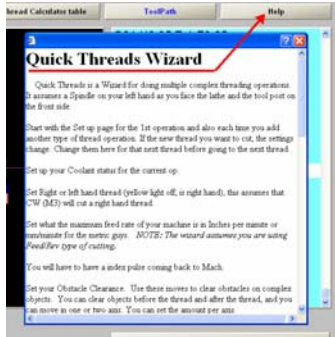 Thread Calculator table ToolPath Help
Quick Threads Wizard
Quick Threads is a Wizard for doing multiple complex threading operations.
It assumes a Spindle on your left hand as you face the lathe and the tool post on
the front side.
Start with the Set up page for the 1st operation and also each time you add
another type of thread operation. If the new thread you want to cut, the settings
change. Change them here for that next thread before going to the next thread
Set up your Coolant status for the current op.
Set Right or left hand thread (yellow light off, is right hand), this assumes that
CW (M3) will cut a right hand thread.
Set what the maximum feed rate of your machine is in Inches per minute or
mm/minute for the metric guys. NOTE: The wizard assumes you are using
Feed/Rev type of cutting.
You will have to have a index pulse coming back to Mach.
Set your Obstacle Clearance. Use these moves to clear obstacles on complex
objects. You can clear objects before the thread and after the thread, and you
can move in one or two axis. You can set the amount per axis